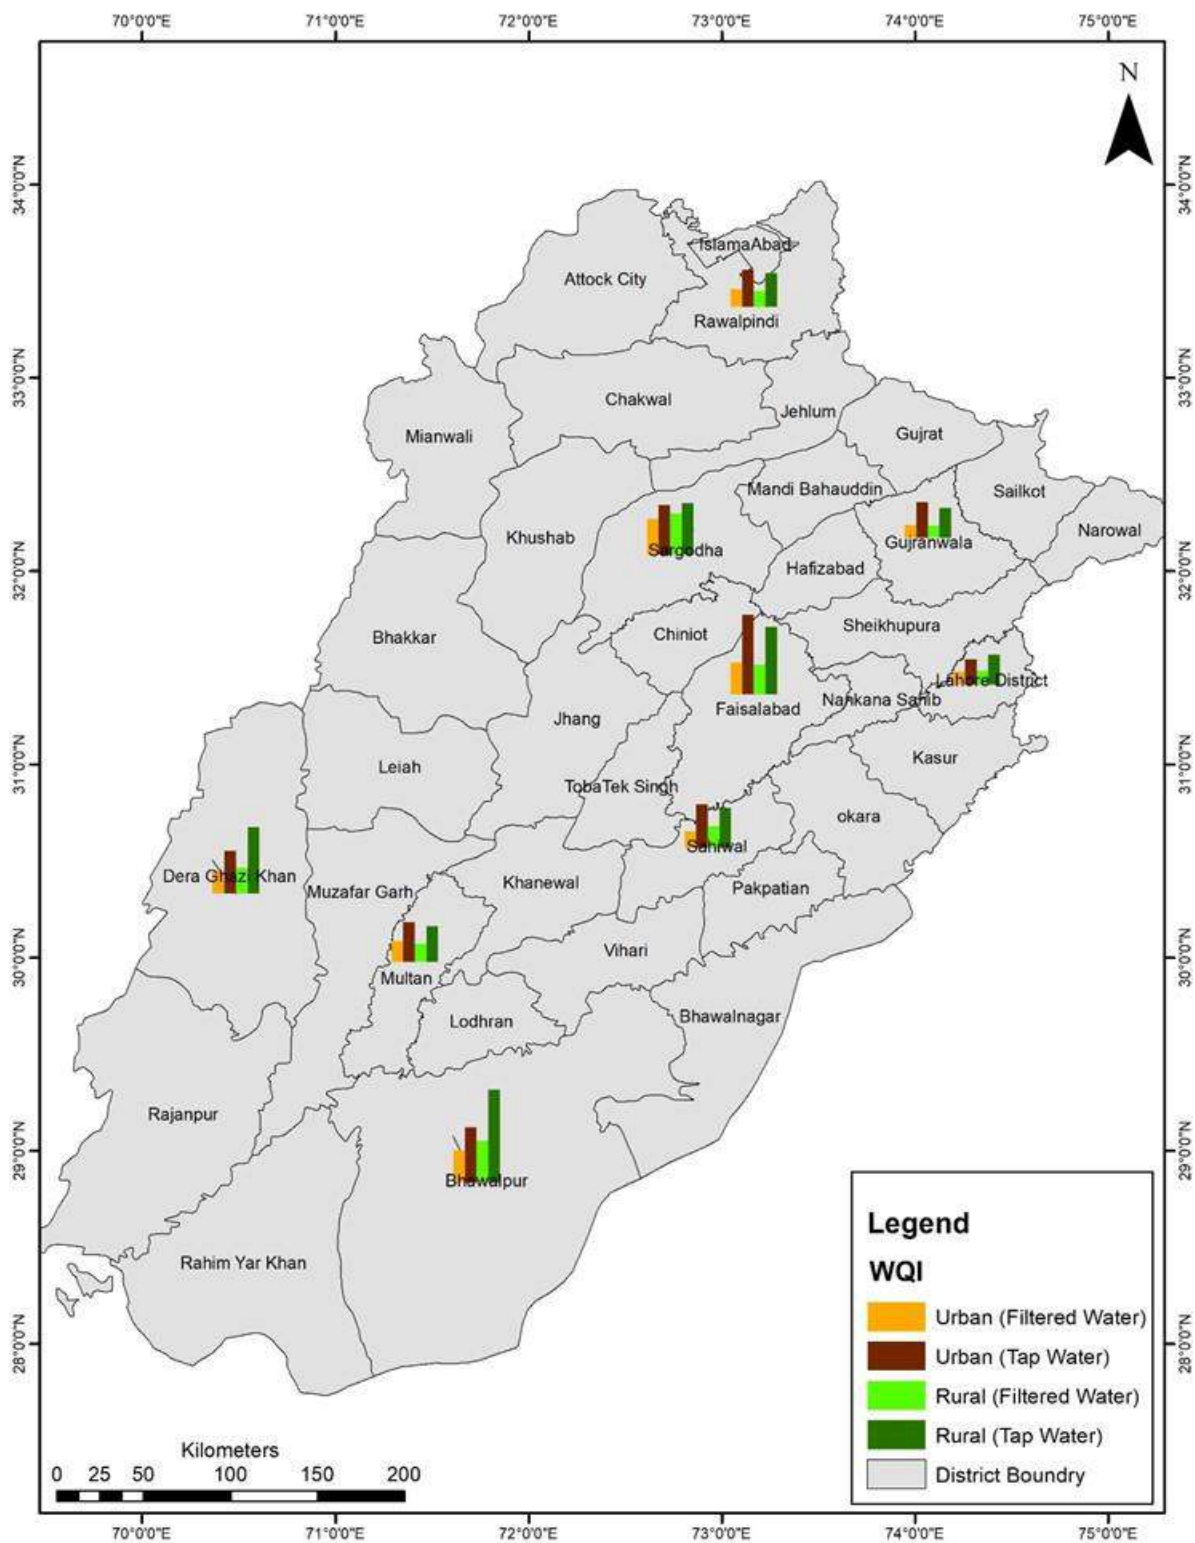 70°0'0"E 71°0'0"E 72°0'0"E 73°0'0"E 74°0'0"E 75°0'0"E
N
34°0'0"N 34°0'0"N
IslamaAbad
Attock City
Rawalpindi
33°0'0"N 33°0'0"N
Chakwal
Jehlum
Mianwali
Gujrat
Mandi Bahauddin
Sailkot
Narowal
Khushab
Sargodha
Gujranwala
Hafizabad
32°0'0"N 32°0'0"N
Bhakkar
Chiniot
Sheikhupura
Lahore District
Nankana Sahib
Faisalabad
Jhang
Kasur
Leiah
31°0'0"N 31°0'0"N
TobaTek Singh
okara
Sahiwal
Dera Ghazi Khan
Muzafar Garh
Khanewal
Pakpatian
Vihari
30°0'0"N 30°0'0"N
Multan
Lodhran
Bhawalnagar
Rajanpur
29°0'0"N 29°0'0"N
Bhawalpur
Rahim Yar Khan
28°0'0"N 28°0'0"N
Legend
WQI
Urban (Filtered Water)
Urban (Tap Water)
Rural (Filtered Water)
Rural (Tap Water)
District Boundry
Kilometers
0 25 50 100 150 200
70°0'0"E 71°0'0"E 72°0'0"E 73°0'0"E 74°0'0"E 75°0'0"E